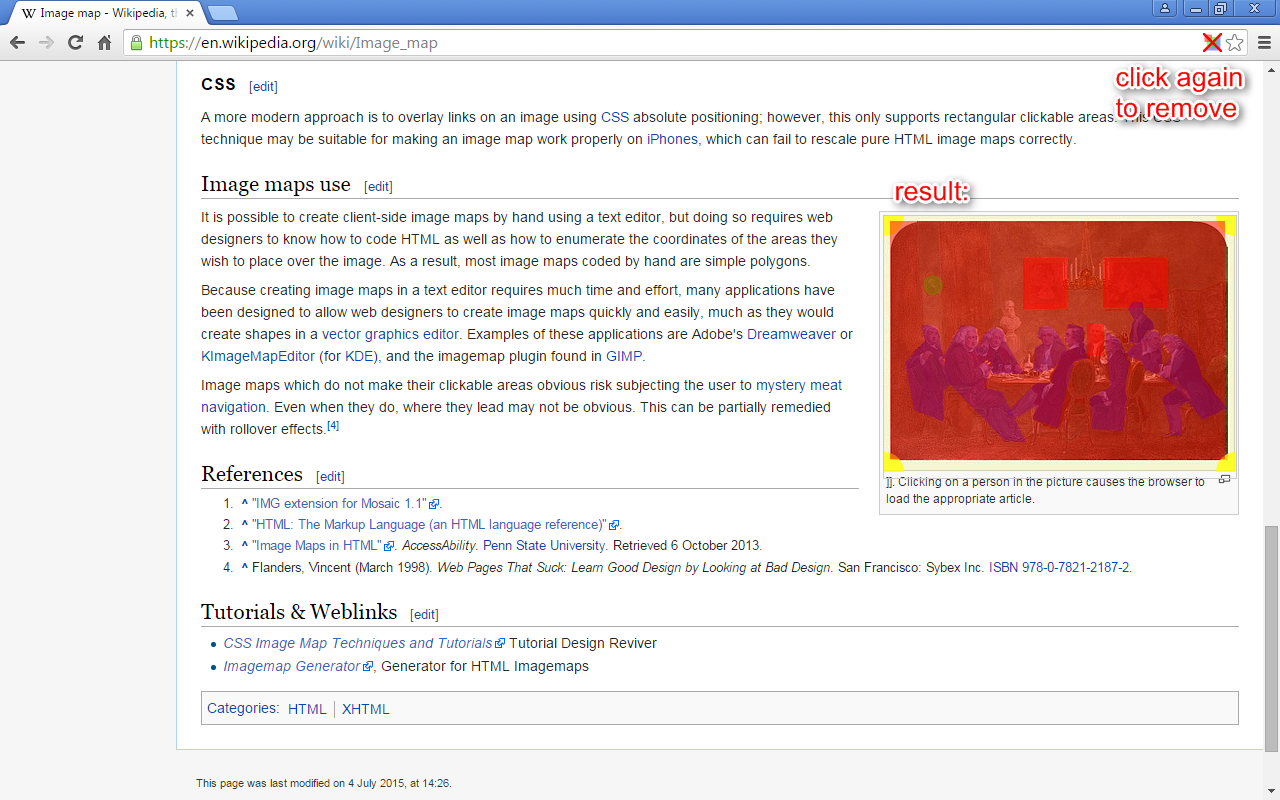 Image map - Wikipedia, th
https://en.wikipedia.org/wiki/Image_map
click again
to remove
CSS [edit]
A more modern approach is to overlay links on an image using CSS absolute positioning; however, this only supports rectangular clickable areas. This CSS
technique may be suitable for making an image map work properly on iPhones, which can fail to rescale pure HTML image maps correctly.
Image maps use [edit]
result:
It is possible to create client-side image maps by hand using a text editor, but doing so requires web
designers to know how to code HTML as well as how to enumerate the coordinates of the areas they
wish to place over the image. As a result, most image maps coded by hand are simple polygons.
Because creating image maps in a text editor requires much time and effort, many applications have
been designed to allow web designers to create image maps quickly and easily, much as they would
create shapes in a vector graphics editor. Examples of these applications are Adobe's Dreamweaver or
KImageMapEditor (for KDE), and the imagemap plugin found in GIMP.
Image maps which do not make their clickable areas obvious risk subjecting the user to mystery meat
navigation. Even when they do, where they lead may not be obvious. This can be partially remedied
with rollover effects.[4]
]]. Clicking on a person in the picture causes the browser to
load the appropriate article.
References [edit]
1. ^ "IMG extension for Mosaic 1.1".
2. ^ "HTML: The Markup Language (an HTML language reference)".
3. ^ "Image Maps in HTML". AccessAbility. Penn State University. Retrieved 6 October 2013.
4. ^ Flanders, Vincent (March 1998). Web Pages That Suck: Learn Good Design by Looking at Bad Design. San Francisco: Sybex Inc. ISBN 978-0-7821-2187-2.
Tutorials & Weblinks [edit]
• CSS Image Map Techniques and Tutorials Tutorial Design Reviver
• Imagemap Generator, Generator for HTML Imagemaps
Categories: HTML | XHTML
This page was last modified on 4 July 2015, at 14:26.